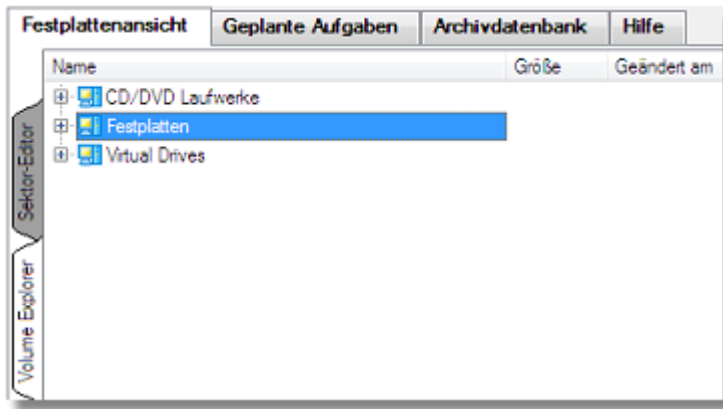 Festplattenansicht Geplante Aufgaben Archivdatenbank Hilfe
Name Größe Geändert am
CD/DVD Laufwerke
Festplatten
Virtual Drives
Sektor-Editor
Volume Explorer